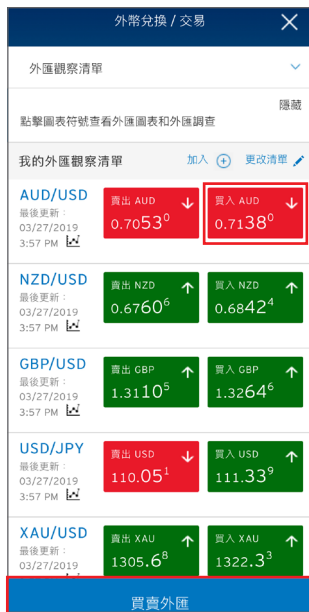 外幣兌換 / 交易
外匯觀察清單
隱藏
點擊圖表符號查看外匯圖表和外匯調查
我的外匯觀察清單 加入 更改清單
AUD/USD
最後更新：
03/27/2019
3:57 PM
賣出 AUD
0.7053⁰
買入 AUD
0.7138⁰
NZD/USD
最後更新：
03/27/2019
3:57 PM
賣出 NZD
0.6760⁶
買入 NZD
0.6842⁴
GBP/USD
最後更新：
03/27/2019
3:57 PM
賣出 GBP
1.3110⁵
買入 GBP
1.3264⁶
USD/JPY
最後更新：
03/27/2019
3:57 PM
賣出 USD
110.05¹
買入 USD
111.33⁹
XAU/USD
最後更新：
03/27/2019
賣出 XAU
1305.6⁸
買入 XAU
1322.3³
買賣外匯